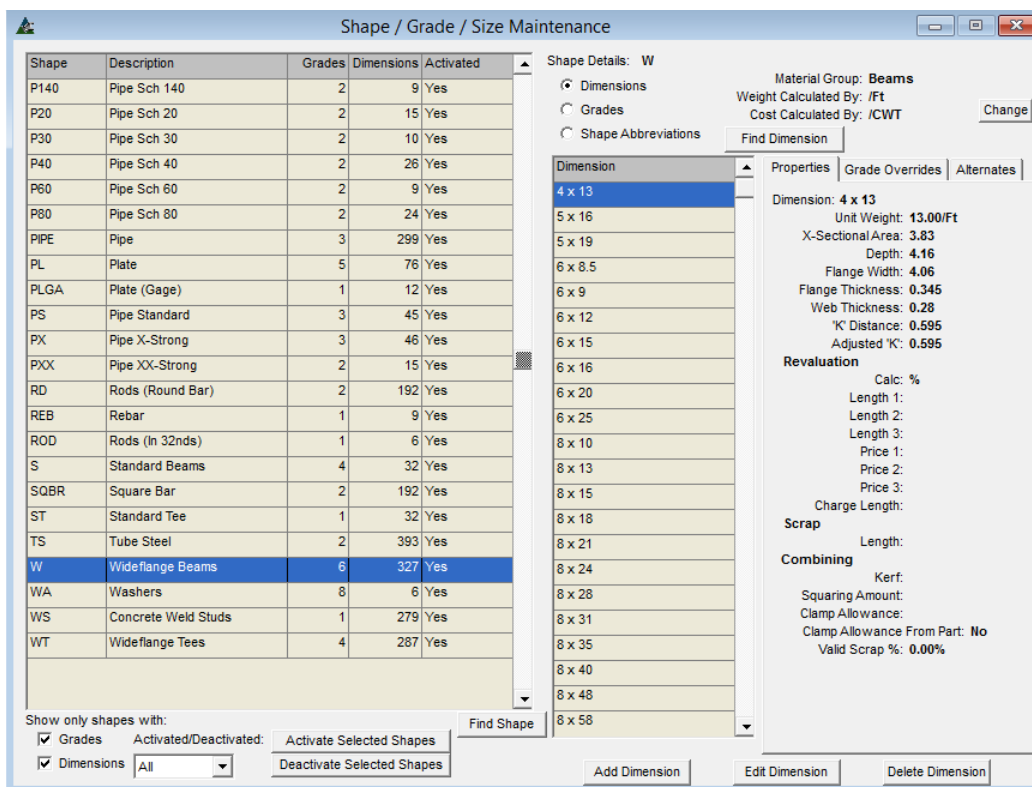 Shape / Grade / Size Maintenance
Shape Description Grades Dimensions Activated
P140 Pipe Sch 140 2 9 Yes
P20 Pipe Sch 20 2 15 Yes
P30 Pipe Sch 30 2 10 Yes
P40 Pipe Sch 40 2 26 Yes
P60 Pipe Sch 60 2 9 Yes
P80 Pipe Sch 80 2 24 Yes
PIPE Pipe 3 299 Yes
PL Plate 5 76 Yes
PLGA Plate (Gage) 1 12 Yes
PS Pipe Standard 3 45 Yes
PX Pipe X-Strong 3 46 Yes
PXX Pipe XX-Strong 2 15 Yes
RD Rods (Round Bar) 2 192 Yes
REB Rebar 1 9 Yes
ROD Rods (In 32nds) 1 6 Yes
S Standard Beams 4 32 Yes
SQBR Square Bar 2 192 Yes
ST Standard Tee 1 32 Yes
TS Tube Steel 2 393 Yes
W Wideflange Beams 6 327 Yes
WA Washers 8 6 Yes
WS Concrete Weld Studs 1 279 Yes
WT Wideflange Tees 4 287 Yes
Show only shapes with:
Grades
Dimensions
Activated/Deactivated:
All
Activate Selected Shapes
Deactivate Selected Shapes
Find Shape
Shape Details: W
Dimensions
Grades
Shape Abbreviations
Material Group: Beams
Weight Calculated By: /Ft
Cost Calculated By: /CWT
Change
Find Dimension
Dimension
4 x 13
5 x 16
5 x 19
6 x 8.5
6 x 9
6 x 12
6 x 15
6 x 16
6 x 20
6 x 25
8 x 10
8 x 13
8 x 15
8 x 18
8 x 21
8 x 24
8 x 28
8 x 31
8 x 35
8 x 40
8 x 48
8 x 58
Properties Grade Overrides Alternates
Dimension: 4 x 13
Unit Weight: 13.00/Ft
X-Sectional Area: 3.83
Depth: 4.16
Flange Width: 4.06
Flange Thickness: 0.345
Web Thickness: 0.28
'K' Distance: 0.595
Adjusted 'K': 0.595
Revaluation
Calc: %
Length 1:
Length 2:
Length 3:
Price 1:
Price 2:
Price 3:
Charge Length:
Scrap
Length:
Combining
Kerf:
Squaring Amount:
Clamp Allowance:
Clamp Allowance From Part: No
Valid Scrap %: 0.00%
Add Dimension
Edit Dimension
Delete Dimension